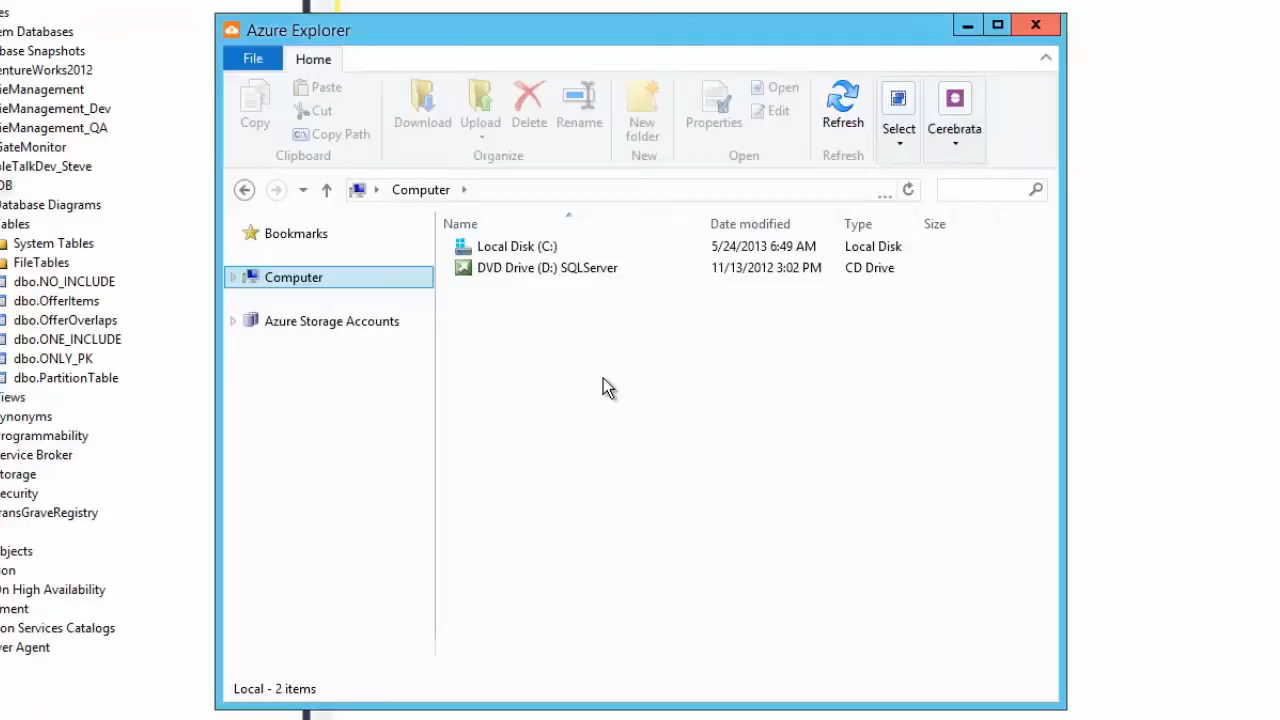 es
em Databases
base Snapshots
entureWorks2012
ieManagement
ieManagement_Dev
ieManagement_QA
GateMonitor
oleTalkDev_Steve
DB
Database Diagrams
ables
System Tables
FileTables
dbo.NO_INCLUDE
dbo.OfferItems
dbo.OfferOverlaps
dbo.ONE_INCLUDE
dbo.ONLY_PK
dbo.PartitionTable
iews
ynonyms
rogrammability
ervice Broker
torage
ecurity
ransGraveRegistry
bjects
ion
n High Availability
ment
on Services Catalogs
ver Agent
Azure Explorer
File
Home
Copy
Paste
Cut
Copy Path
Clipboard
Download
Upload
Delete
Rename
Organize
New folder
New
Properties
Open
Edit
Open
Refresh
Refresh
Select
Cerebrata
Computer
...
Bookmarks
Computer
Azure Storage Accounts
Name Date modified Type Size
Local Disk (C:) 5/24/2013 6:49 AM Local Disk
DVD Drive (D:) SQLServer 11/13/2012 3:02 PM CD Drive
Local - 2 items